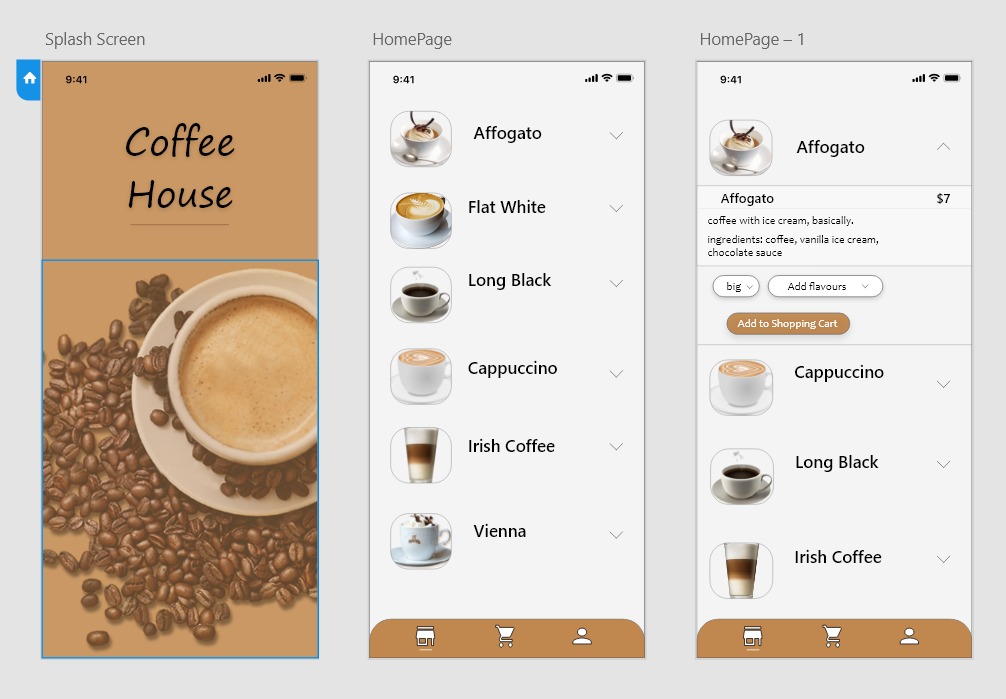 Splash Screen
9:41
Coffee
House
HomePage
9:41
Affogato
Flat White
Long Black
Cappuccino
Irish Coffee
Vienna
HomePage – 1
9:41
Affogato
Affogato $7
coffee with ice cream, basically.
ingredients: coffee, vanilla ice cream,
chocolate sauce
big Add flavours
Add to Shopping Cart
Cappuccino
Long Black
Irish Coffee